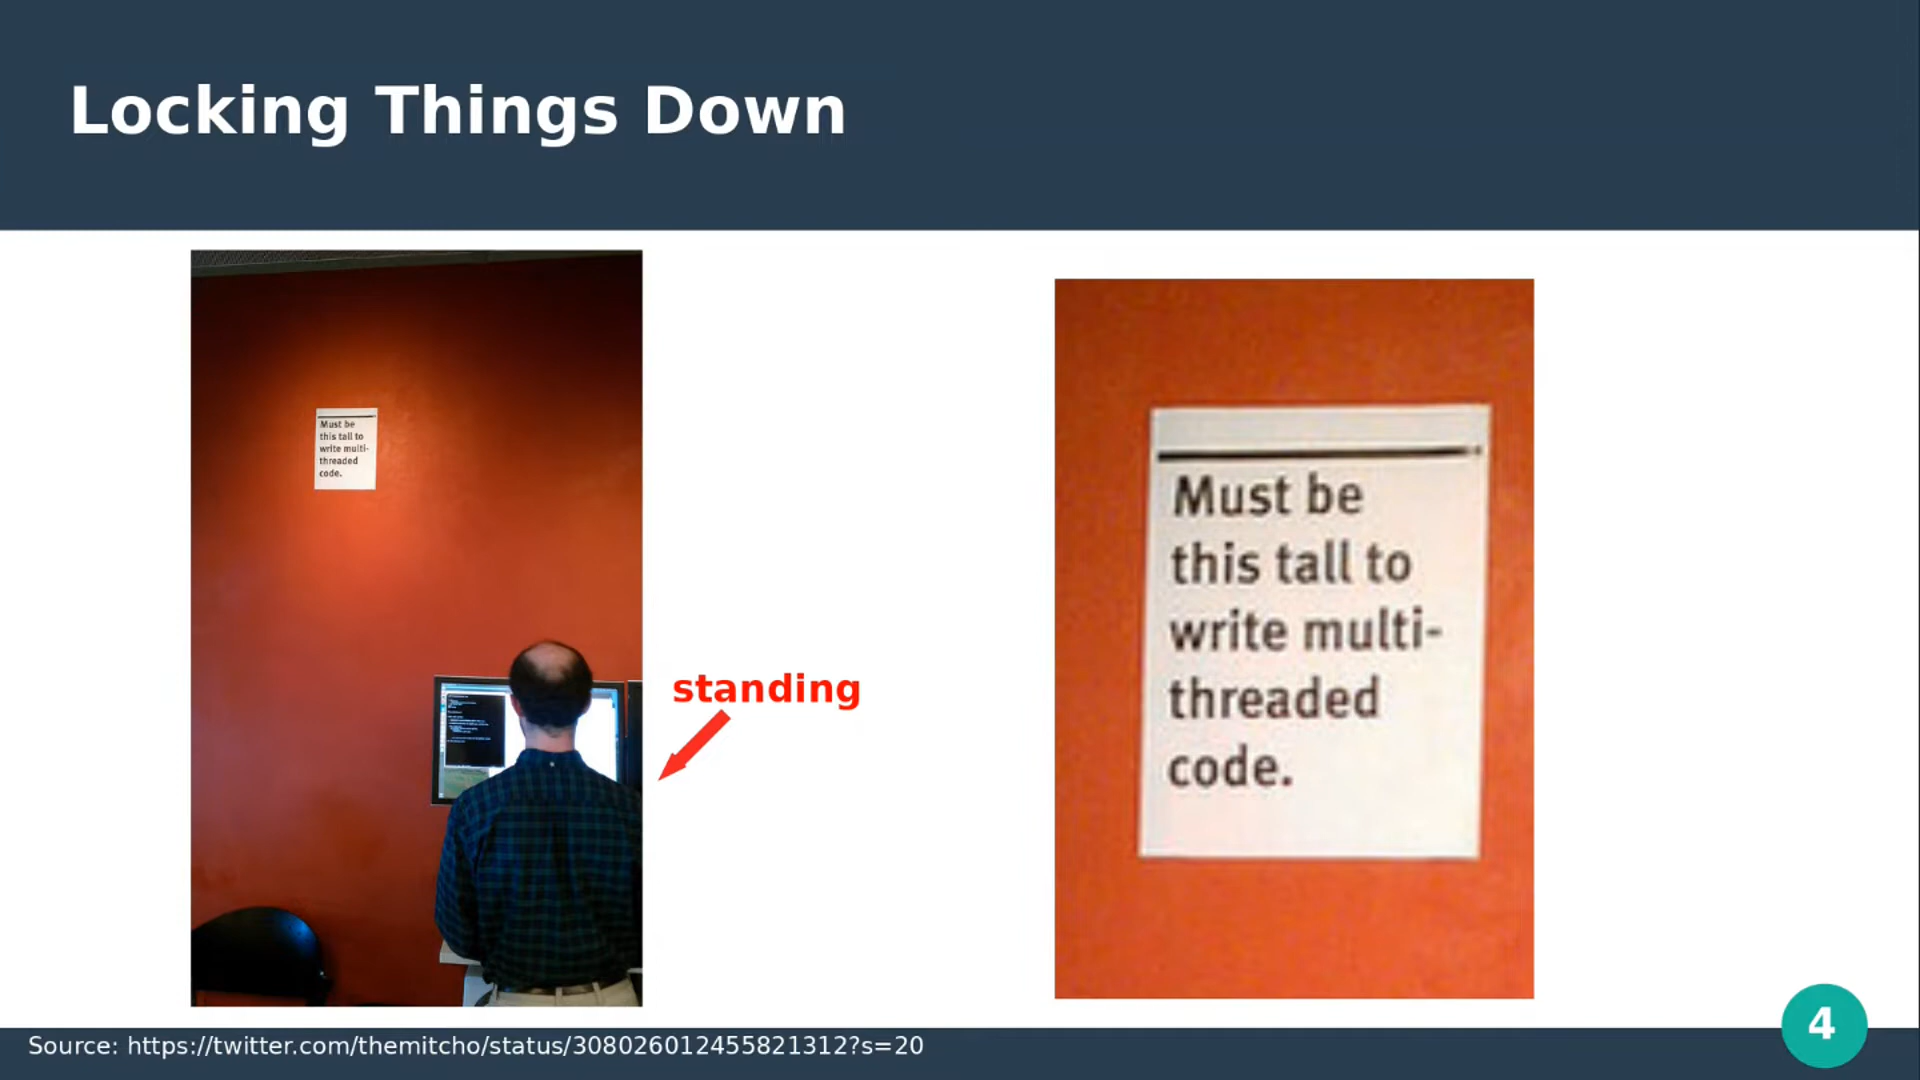 Locking Things Down
Must be
this tall to
write multi-
threaded
code.
standing
Must be
this tall to
write multi-
threaded
code.
Source: https://twitter.com/themitcho/status/308026012455821312?s=20
4